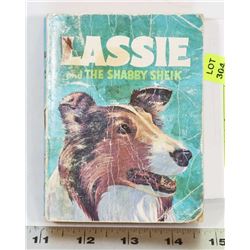 LASSIE
and THE SHABBY SHEIK
LOT
304
11 12 13 14 15